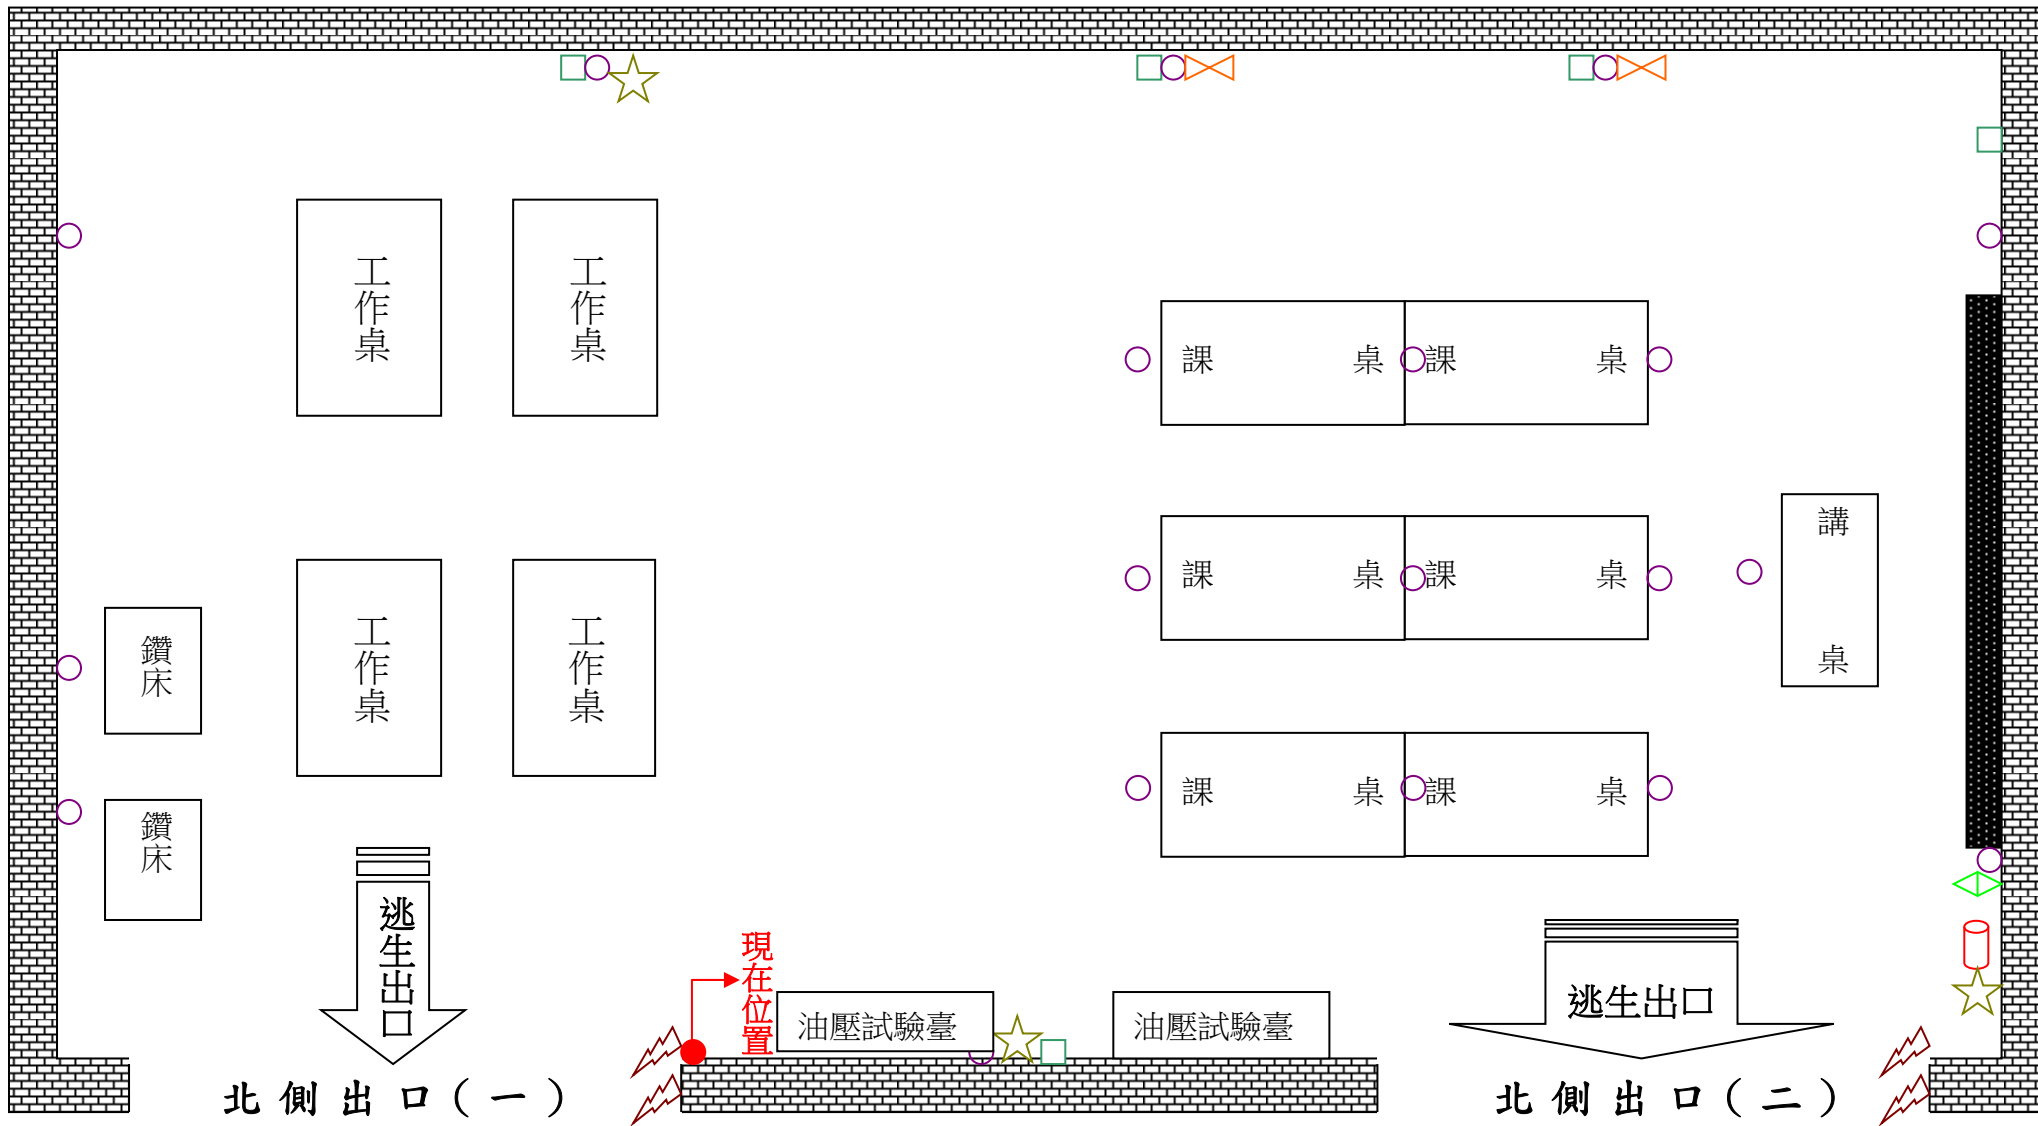 工作桌
工作桌
課 桌
課 桌
講 桌
工作桌
工作桌
課 桌
課 桌
鑽床
鑽床
課 桌
課 桌
逃生出口
現在位置
油壓試驗臺
油壓試驗臺
逃生出口
北側出口(一)
北側出口(二)